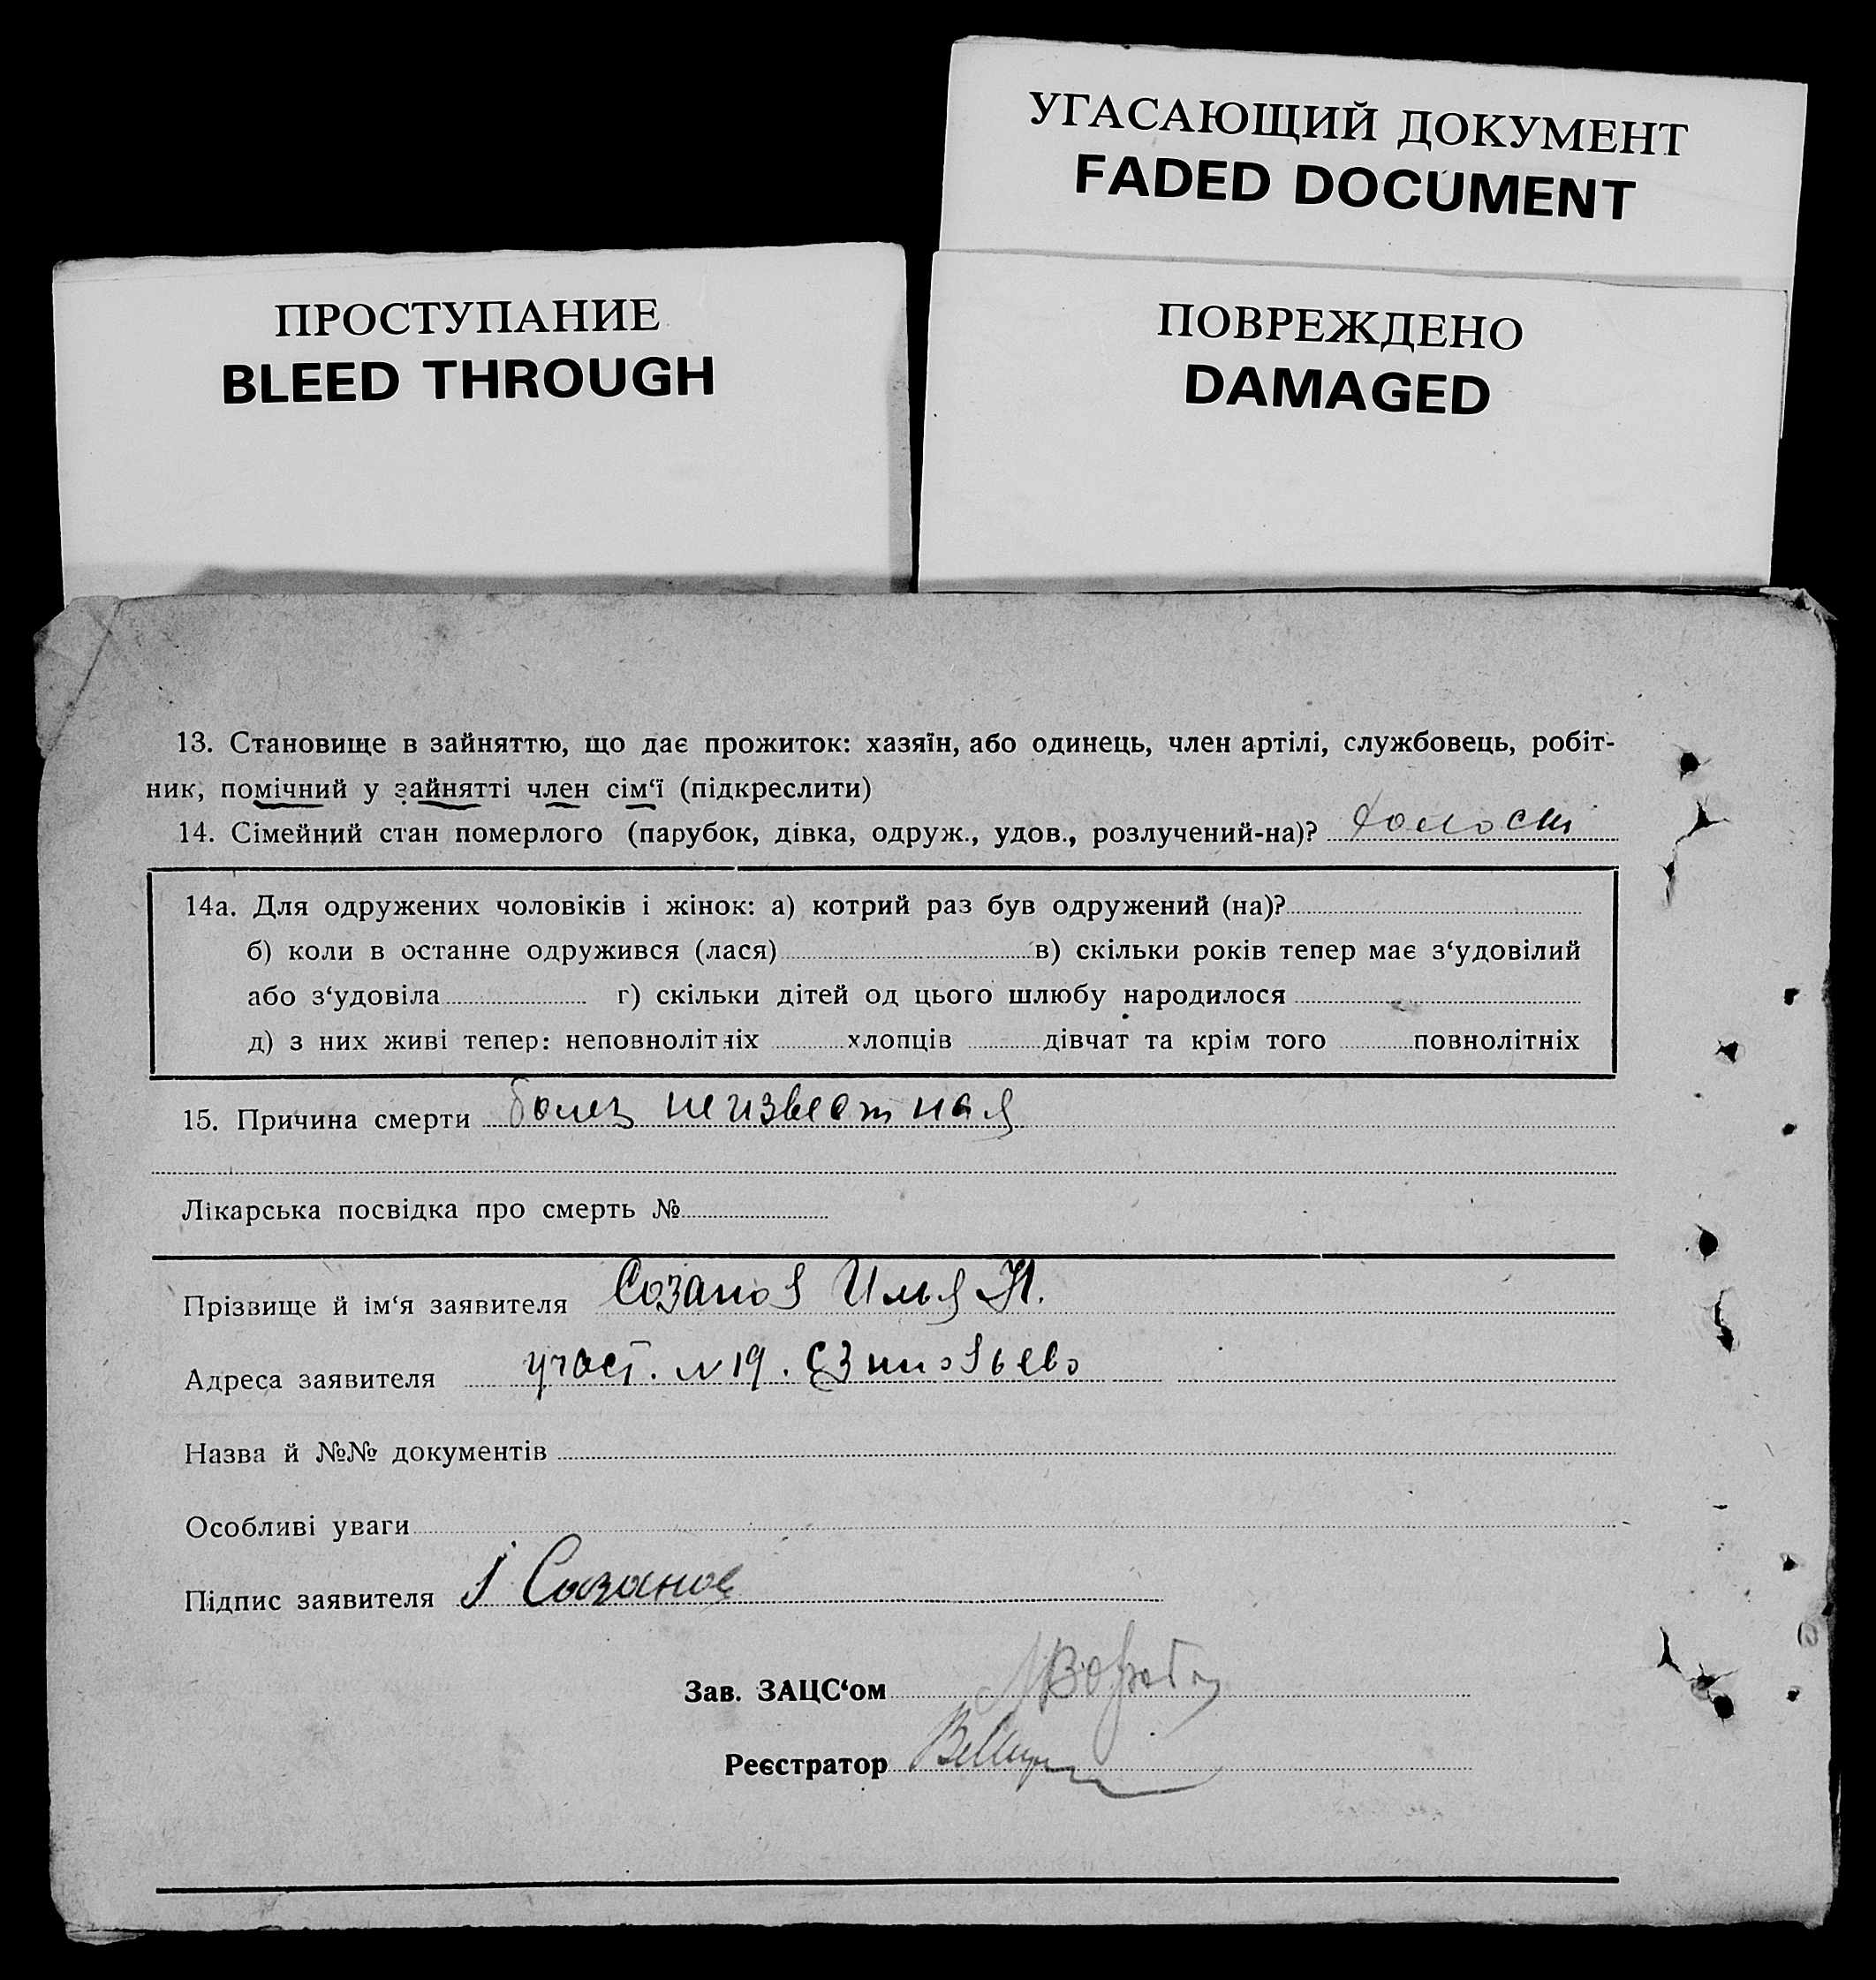 УГАСАЮЩИЙ ДОКУМЕНТ
FADED DOCUMENT
ПРОСТУПАНИЕ
BLEED THROUGH
ПОВРЕЖДЕНО
DAMAGED
13. Становище в зайняттю, що дає прожиток: хазяїн, або одинець, член артілі, службовець, робіт-
ник, помічний у зайнятті член сім‘ї (підкреслити)
14. Сімейний стан померлого (парубок, дівка, одруж., удов., розлучений-на)?
14а. Для одружених чоловіків і жінок: а) котрий раз був одружений (на)?
б) коли в останне одружився (лася) в) скільки років тепер має з‘удовілий
або з‘удовіла г) скільки дітей од цього шлюбу народилося
д) з них живі тепер: неповнолітніх хлопців дівчат та крім того повнолітніх
15. Причина смерти болез неизвестная
Лікарська посвідка про смерть №
Прізвище й ім‘я заявителя Созанов Илья Н.
Адреса заявителя участ. №19.
Назва й №№ документів
Особливі уваги
Підпис заявителя І Сазанов
Зав. ЗАЦС‘ом
Реєстратор